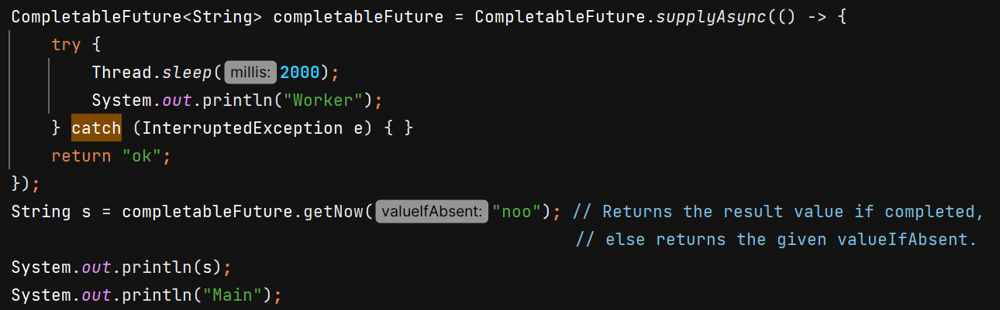 CompletableFuture<String> completableFuture = CompletableFuture.supplyAsync(() -> {
    try {
        Thread.sleep( millis: 2000);
        System.out.println("Worker");
    } catch (InterruptedException e) { }
    return "ok";
});
String s = completableFuture.getNow( valueIfAbsent: "noo"); // Returns the result value if completed,
// else returns the given valueIfAbsent.
System.out.println(s);
System.out.println("Main");